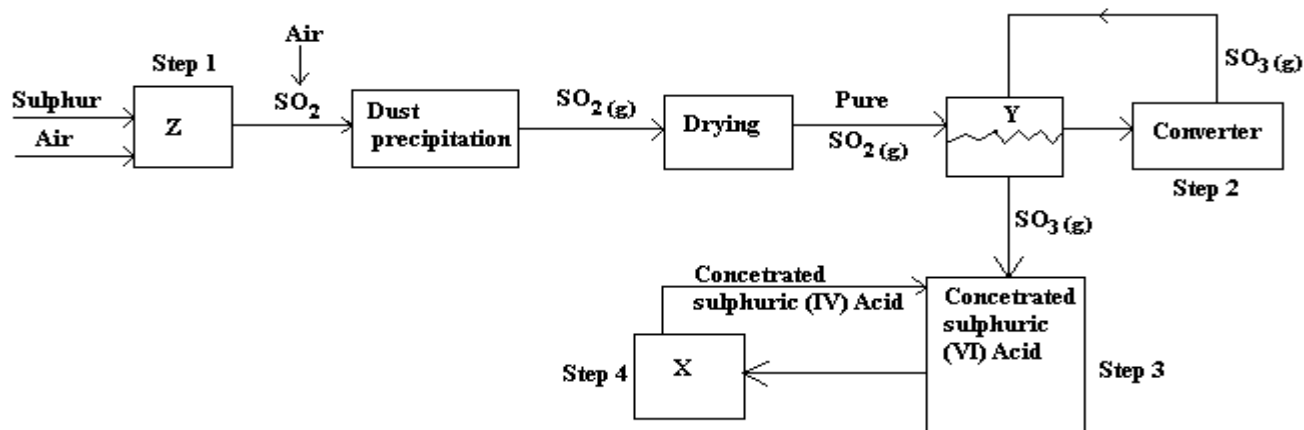 Step 1
Sulphur
Air
Z
Air
SO2
Dust
precipitation
SO2 (g)
Drying
Pure
SO2 (g)
Y
SO3 (g)
Converter
Step 2
SO3 (g)
Concetrated
sulphuric (IV) Acid
Concetrated
sulphuric
(VI) Acid
Step 3
Step 4
X